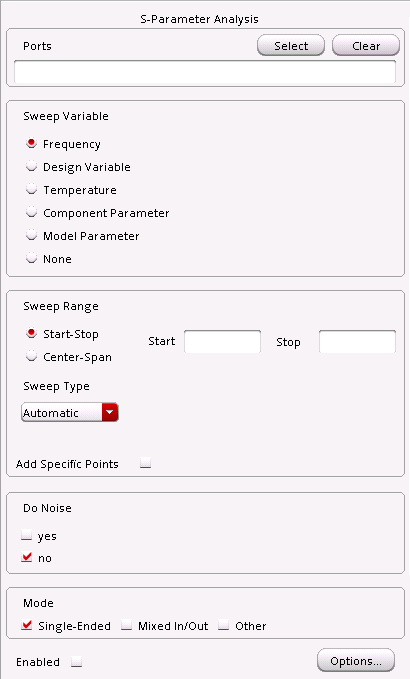 S-Parameter Analysis
Ports Select Clear
Sweep Variable
Frequency
Design Variable
Temperature
Component Parameter
Model Parameter
None
Sweep Range
Start-Stop Start Stop
Center-Span
Sweep Type
Automatic
Add Specific Points
Do Noise
yes
no
Mode
Single-Ended Mixed In/Out Other
Enabled Options...